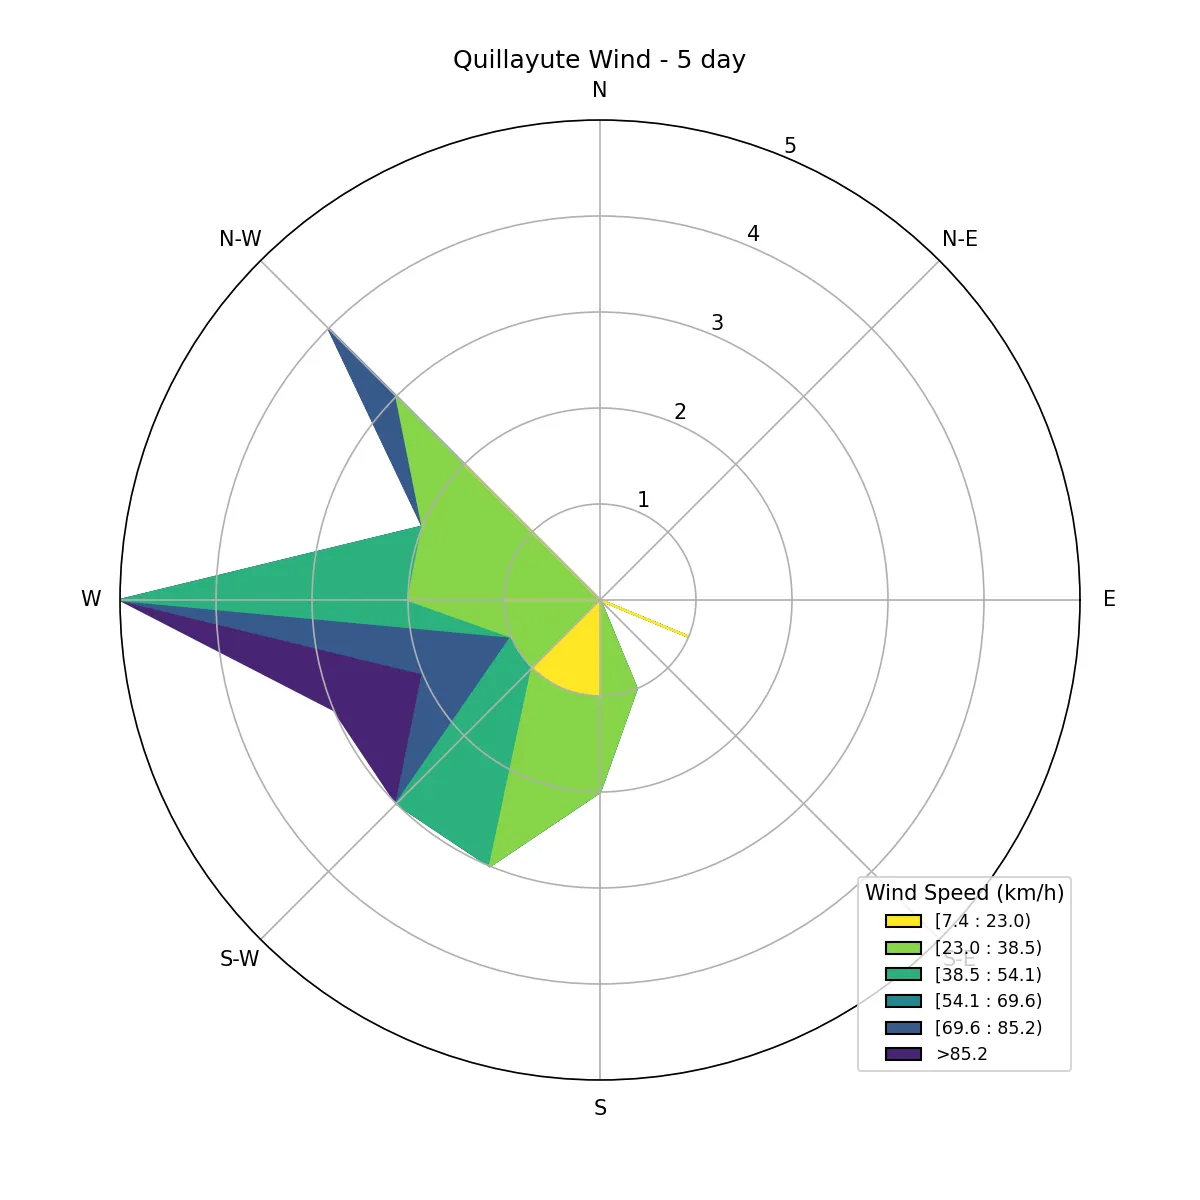 Quillayute Wind - 5 day
N
5
N-W
4
N-E
3
2
1
W
E
Wind Speed (km/h)
[7.4 : 23.0)
[23.0 : 38.5)
S-W
S-E
[38.5 : 54.1)
[54.1 : 69.6)
[69.6 : 85.2)
>85.2
S